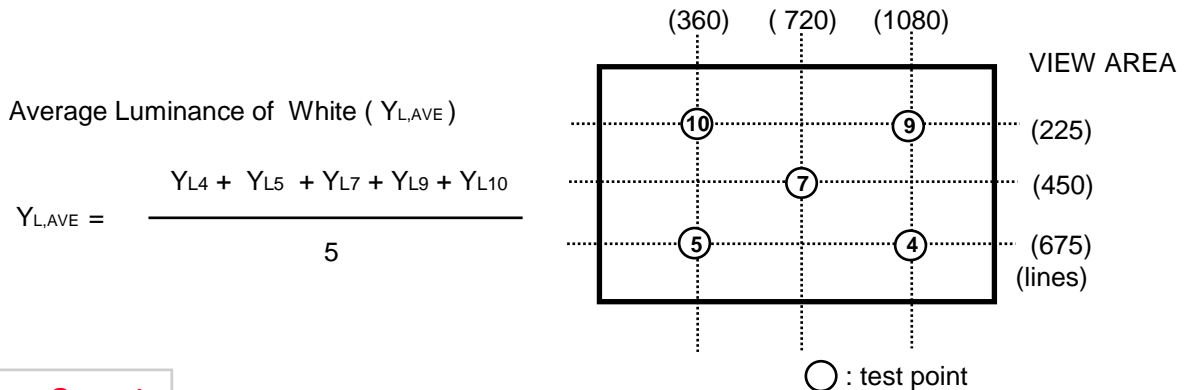 (360) ( 720) (1080)
VIEW AREA
Average Luminance of White ( YL,AVE )
10 9 (225)
YL4 + YL5 + YL7 + YL9 + YL10
7 (450)
YL,AVE =
5
5 4 (675)
(lines)
: test point